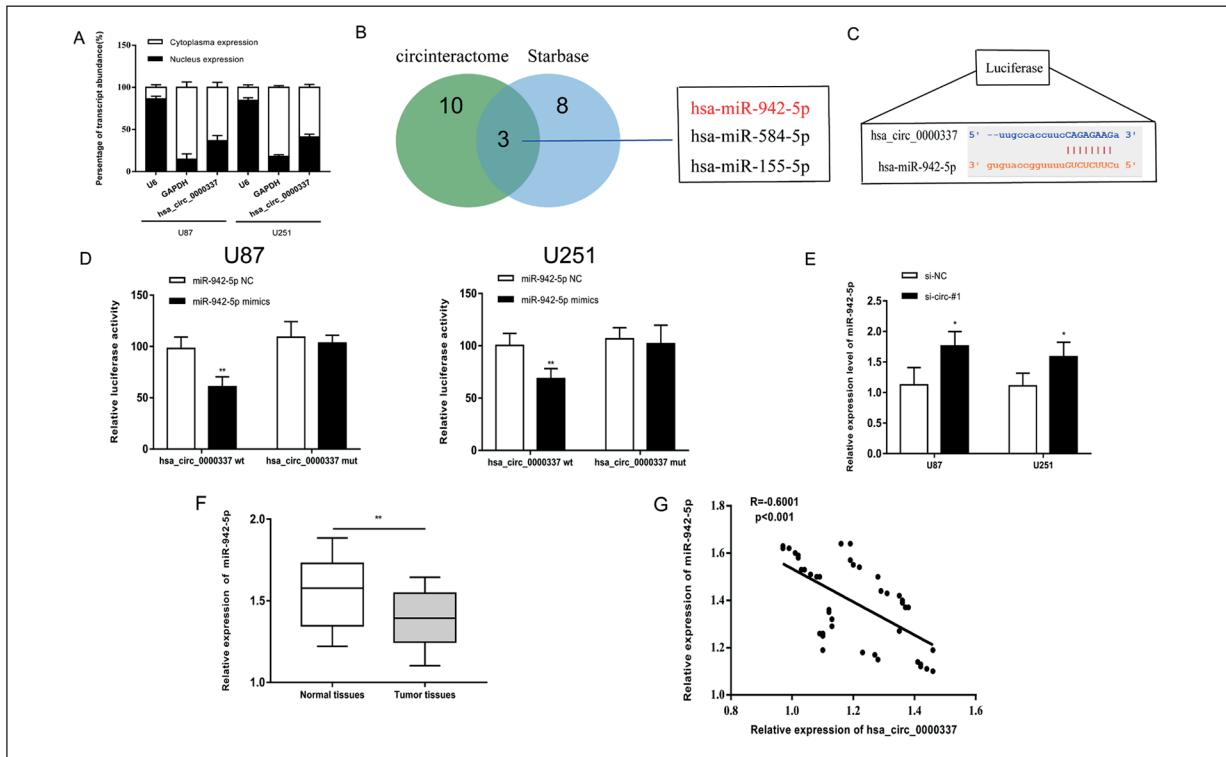 A
Cytoplasma expression
Nucleus expression
Percentage of transcript abundance(%)
150
100
50
0
U6
GAPDH
hsa_circ_0000337
U6
GAPDH
hsa_circ_0000337
U87
U251
B
circinteractome
Starbase
10
8
3
hsa-miR-942-5p
hsa-miR-584-5p
hsa-miR-155-5p
C
Luciferase
hsa_circ_0000337 5' --uugccaccuucCAGAGAAGa 3'
hsa-miR-942-5p 3' guguaccgguuuuGUCUCUUCu 5'
D
U87
miR-942-5p NC
miR-942-5p mimics
Relative luciferase activity
150
100
50
0
**
hsa_circ_0000337 wt
hsa_circ_0000337 mut
U251
miR-942-5p NC
miR-942-5p mimics
Relative luciferase activity
150
100
50
0
**
hsa_circ_0000337 wt
hsa_circ_0000337 mut
E
si-NC
si-circ-#1
Relative expression level of miR-942-5p
2.5
2.0
1.5
1.0
0.5
0.0
*
*
U87
U251
F
Relative expression of miR-942-5p
2.0
1.5
1.0
**
Normal tissues
Tumor tissues
G
R=-0.6001
p<0.001
Relative expression of miR-942-5p
1.8
1.6
1.4
1.2
1.0
0.8
1.0
1.2
1.4
1.6
Relative expression of hsa_circ_0000337